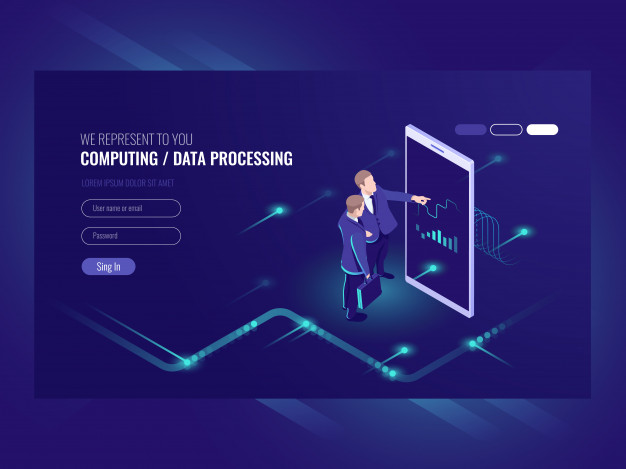 WE REPRESENT TO YOU
COMPUTING / DATA PROCESSING
LOREM IPSUM DOLOR SIT AMET
User name or email
Password
Sing In